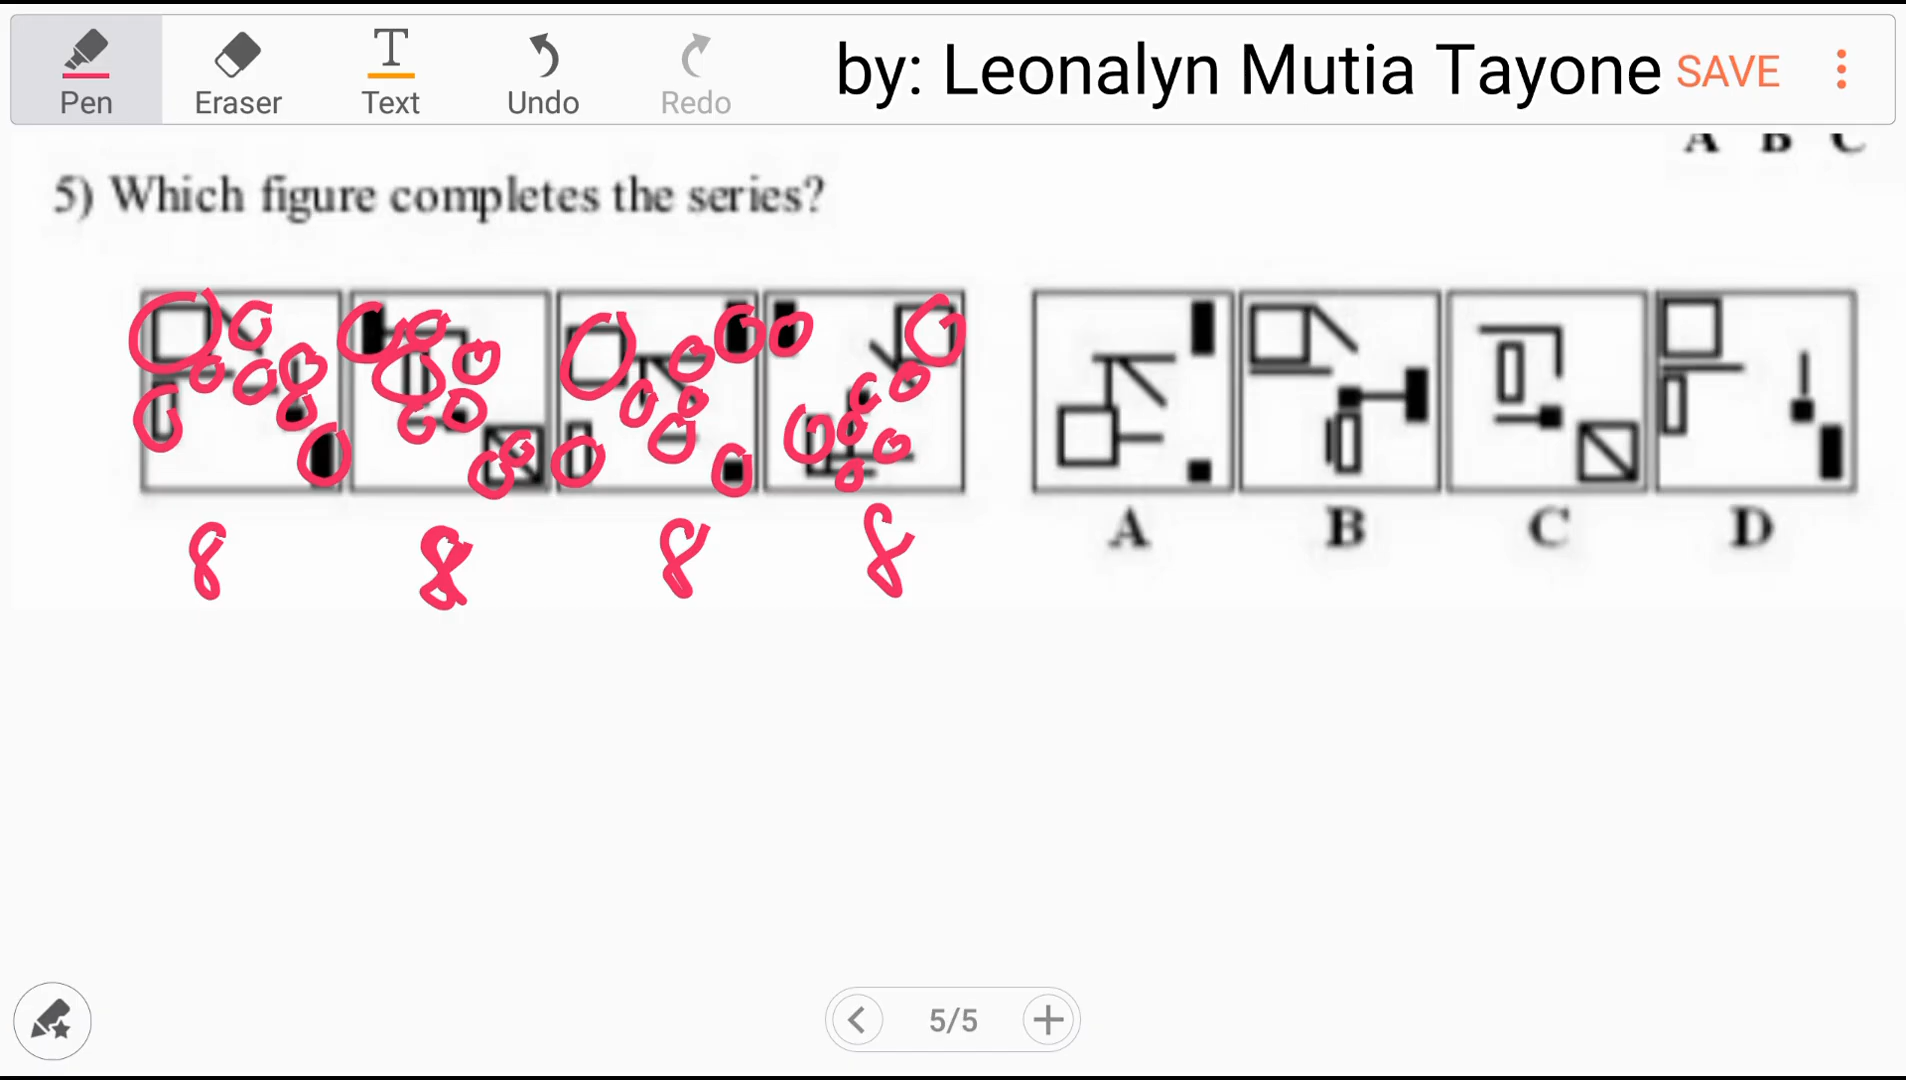 Pen
Eraser
Text
Undo
Redo
by: Leonalyn Mutia Tayone
SAVE
A B C
5) Which figure completes the series?
A B C D
8 8 8 8
5/5